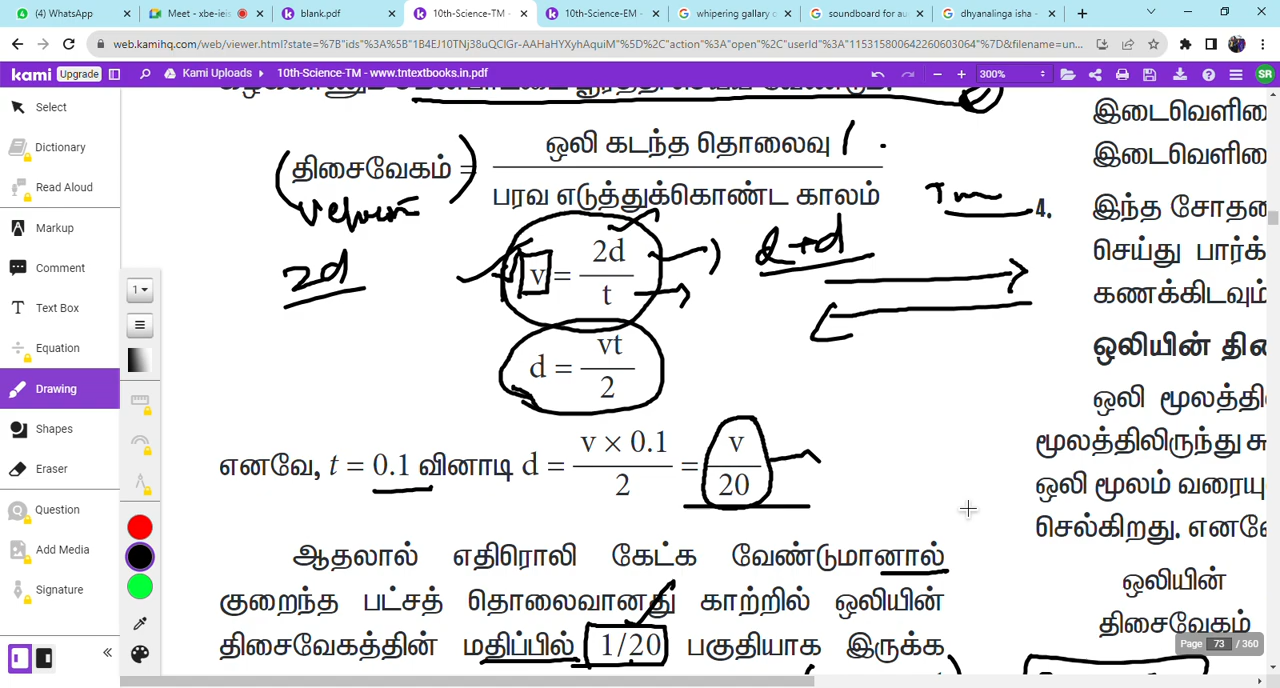 (4) WhatsApp
Meet - xbe-ieis
blank.pdf
10th-Science-TM -
10th-Science-EM -
whipering gallary o
soundboard for au
dhyanalinga isha -
web.kamihq.com/web/viewer.html?state=%7B"ids"%3A%5B"1B4EJ10TNj38uQClGr-AAHaHYXyhAquiM"%5D%2C"action"%3A"open"%2C"userId"%3A"115315800642260603064"%7D&filename=un...
kami Upgrade Kami Uploads 10th-Science-TM - www.tntextbooks.in.pdf 300% SR
Select
Dictionary
Read Aloud
Markup
Comment
Text Box
Equation
Drawing
Shapes
Eraser
Question
Add Media
Signature
1
திசைவேகம் = ஒலி கடந்த தொலைவு / பரவ எடுத்துக்கொண்ட காலம்
2d
v = 2d / t
d+d
d = vt / 2
எனவே, t = 0.1 வினாடி d = v × 0.1 / 2 = v / 20
ஆதலால் எதிரொலி கேட்க வேண்டுமானால்
குறைந்த பட்சத் தொலைவானது காற்றில் ஒலியின்
திசைவேகத்தின் மதிப்பில் 1/20 பகுதியாக இருக்க
இடைவெளியை
4. இந்த சோதனை
செய்து பார்க்
கணக்கிடவும்
ஒலியின் தி
ஒலி மூலத்தி
மூலத்திலிருந்து
ஒலி மூலம் வரையு
செல்கிறது. எனவே
ஒலியின்
திசைவேகம்
Page 73 / 360